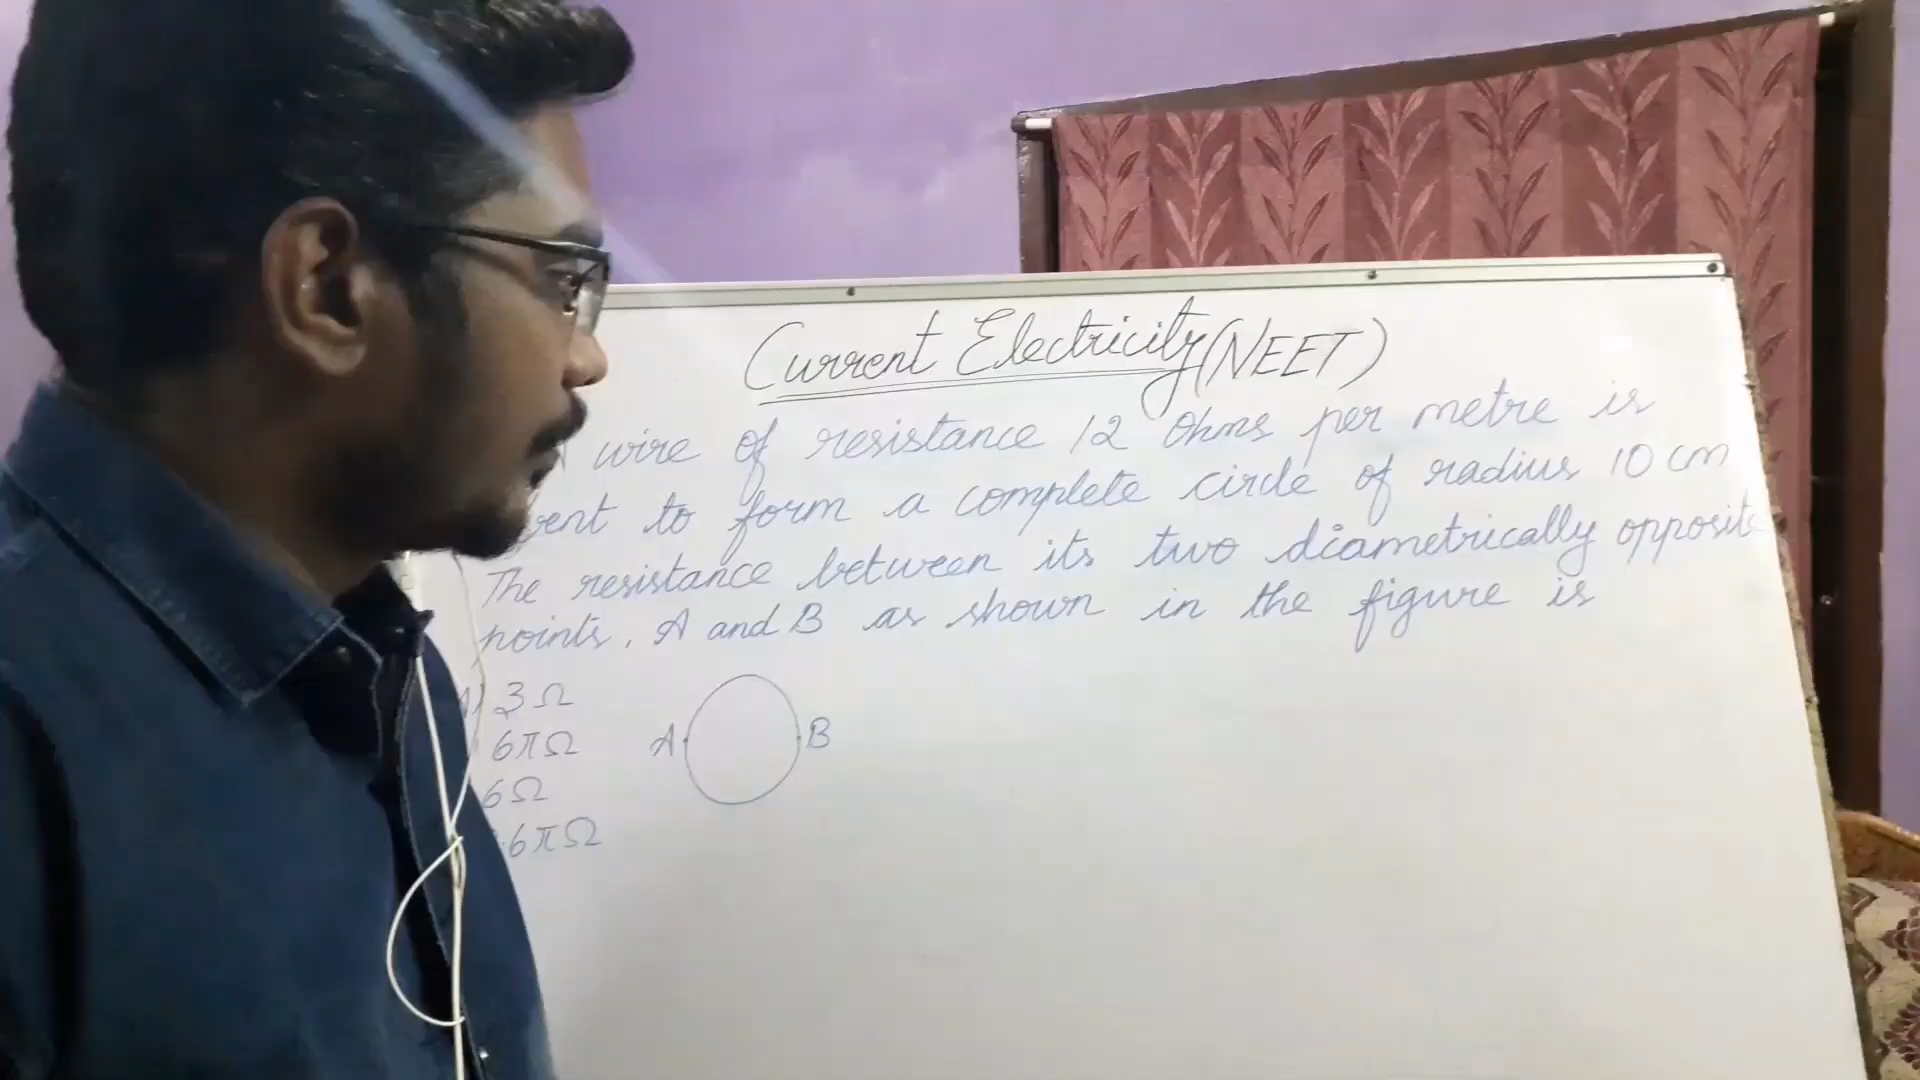 Current Electricity (NEET)
wire of resistance 12 Ohms per metre is
bent to form a complete circle of radius 10 cm
The resistance between its two diametrically opposite
points, A and B as shown in the figure is
3Ω
6πΩ
A B
6Ω
6πΩ